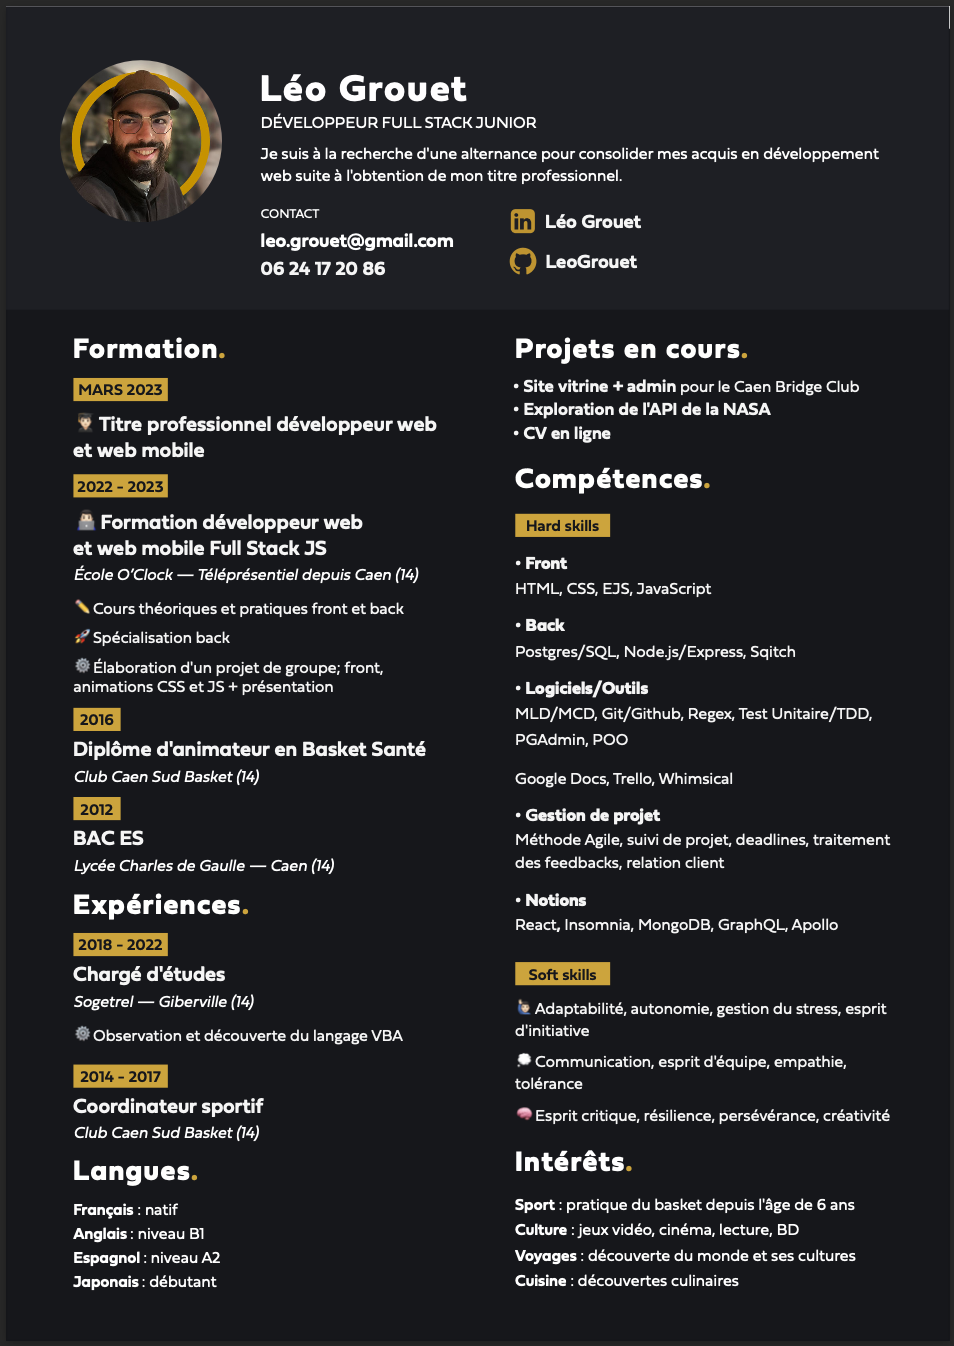 Léo Grouet
DÉVELOPPEUR FULL STACK JUNIOR
Je suis à la recherche d'une alternance pour consolider mes acquis en développement
web suite à l'obtention de mon titre professionnel.
CONTACT
leo.grouet@gmail.com
06 24 17 20 86
Léo Grouet
LeoGrouet
Formation.
MARS 2023
Titre professionnel développeur web
et web mobile
2022 - 2023
Formation développeur web
et web mobile Full Stack JS
École O'Clock — Téléprésentiel depuis Caen (14)
Cours théoriques et pratiques front et back
Spécialisation back
Élaboration d'un projet de groupe; front,
animations CSS et JS + présentation
2016
Diplôme d'animateur en Basket Santé
Club Caen Sud Basket (14)
2012
BAC ES
Lycée Charles de Gaulle — Caen (14)
Expériences.
2018 - 2022
Chargé d'études
Sogetrel — Giberville (14)
Observation et découverte du langage VBA
2014 - 2017
Coordinateur sportif
Club Caen Sud Basket (14)
Langues.
Français : natif
Anglais : niveau B1
Espagnol : niveau A2
Japonais : débutant
Projets en cours.
• Site vitrine + admin pour le Caen Bridge Club
• Exploration de l'API de la NASA
• CV en ligne
Compétences.
Hard skills
• Front
HTML, CSS, EJS, JavaScript
• Back
Postgres/SQL, Node.js/Express, Sqitch
• Logiciels/Outils
MLD/MCD, Git/Github, Regex, Test Unitaire/TDD,
PGAdmin, POO
Google Docs, Trello, Whimsical
• Gestion de projet
Méthode Agile, suivi de projet, deadlines, traitement
des feedbacks, relation client
• Notions
React, Insomnia, MongoDB, GraphQL, Apollo
Soft skills
Adaptabilité, autonomie, gestion du stress, esprit
d'initiative
Communication, esprit d'équipe, empathie,
tolérance
Esprit critique, résilience, persévérance, créativité
Intérêts.
Sport : pratique du basket depuis l'âge de 6 ans
Culture : jeux vidéo, cinéma, lecture, BD
Voyages : découverte du monde et ses cultures
Cuisine : découvertes culinaires